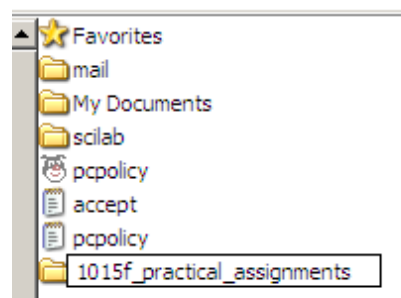 Favorites
mail
My Documents
scilab
pcpolicy
accept
pcpolicy
1015f_practical_assignments